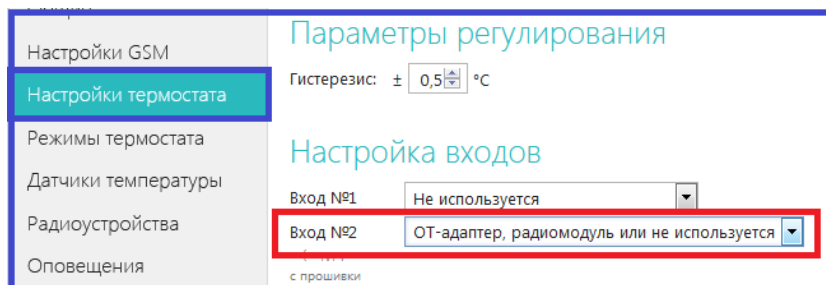 Настройки GSM
Настройки термостата
Режимы термостата
Датчики температуры
Радиоустройства
Оповещения
Параметры регулирования
Гистерезис: ± 0,5 °C
Настройка входов
Вход №1 Не используется
Вход №2 ОТ-адаптер, радиомодуль или не используется
с прошивки